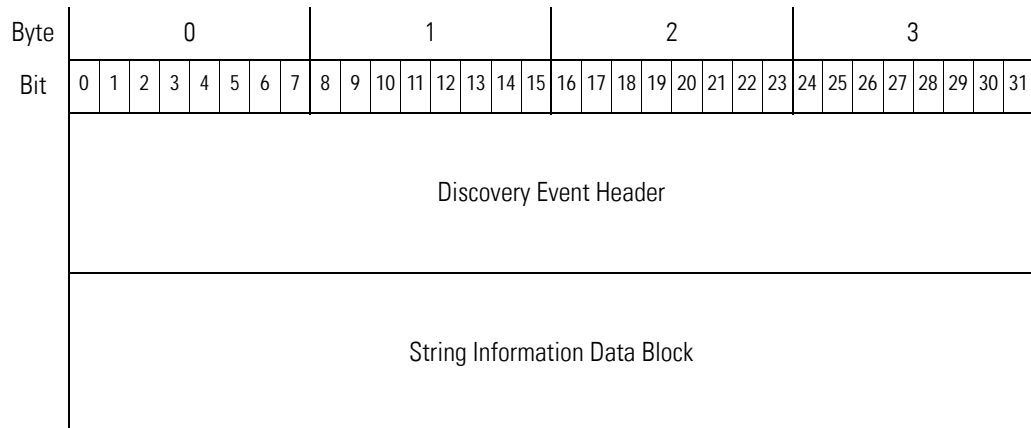 Byte 0 1 2 3
Bit 0 1 2 3 4 5 6 7 8 9 10 11 12 13 14 15 16 17 18 19 20 21 22 23 24 25 26 27 28 29 30 31
Discovery Event Header
String Information Data Block